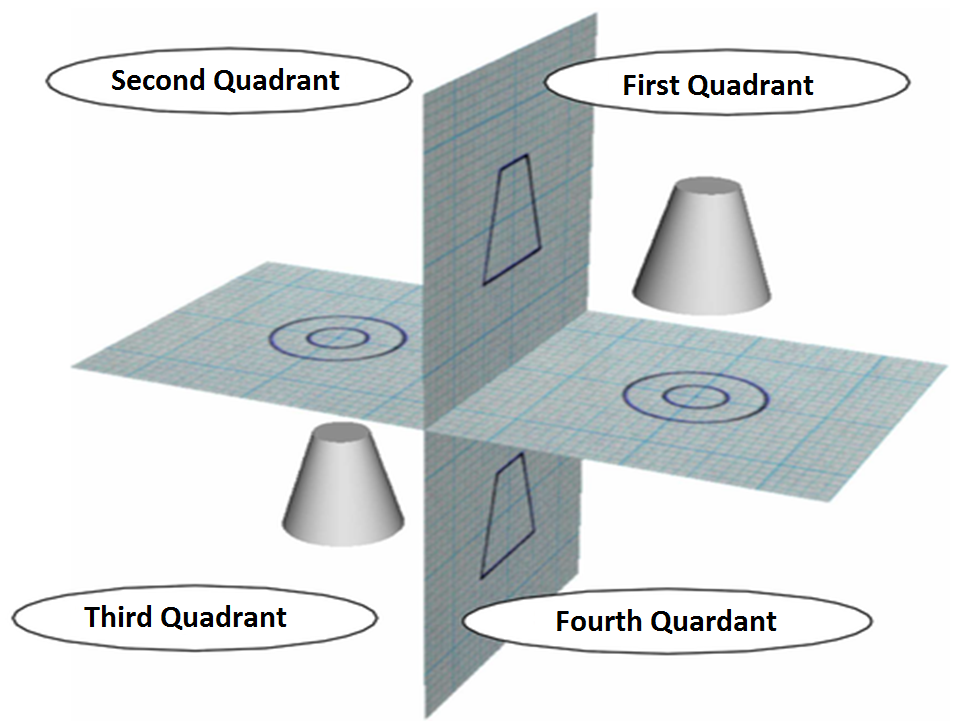 Second Quadrant
First Quadrant
Third Quadrant
Fourth Quardant